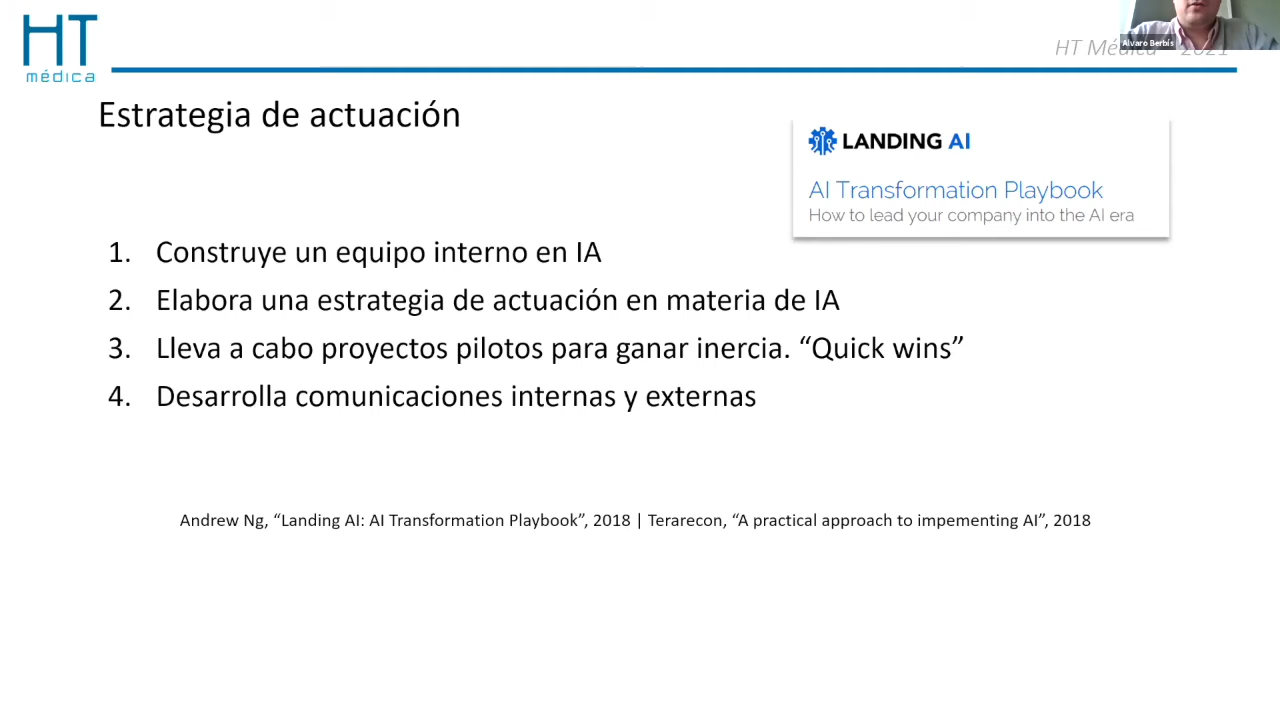 HT
médica
HT Médica - 2021
Alvaro Berbís
Estrategia de actuación
LANDING AI
AI Transformation Playbook
How to lead your company into the AI era
1. Construye un equipo interno en IA
2. Elabora una estrategia de actuación en materia de IA
3. Lleva a cabo proyectos pilotos para ganar inercia. “Quick wins”
4. Desarrolla comunicaciones internas y externas
Andrew Ng, “Landing AI: AI Transformation Playbook”, 2018 | Terarecon, “A practical approach to impementing AI”, 2018